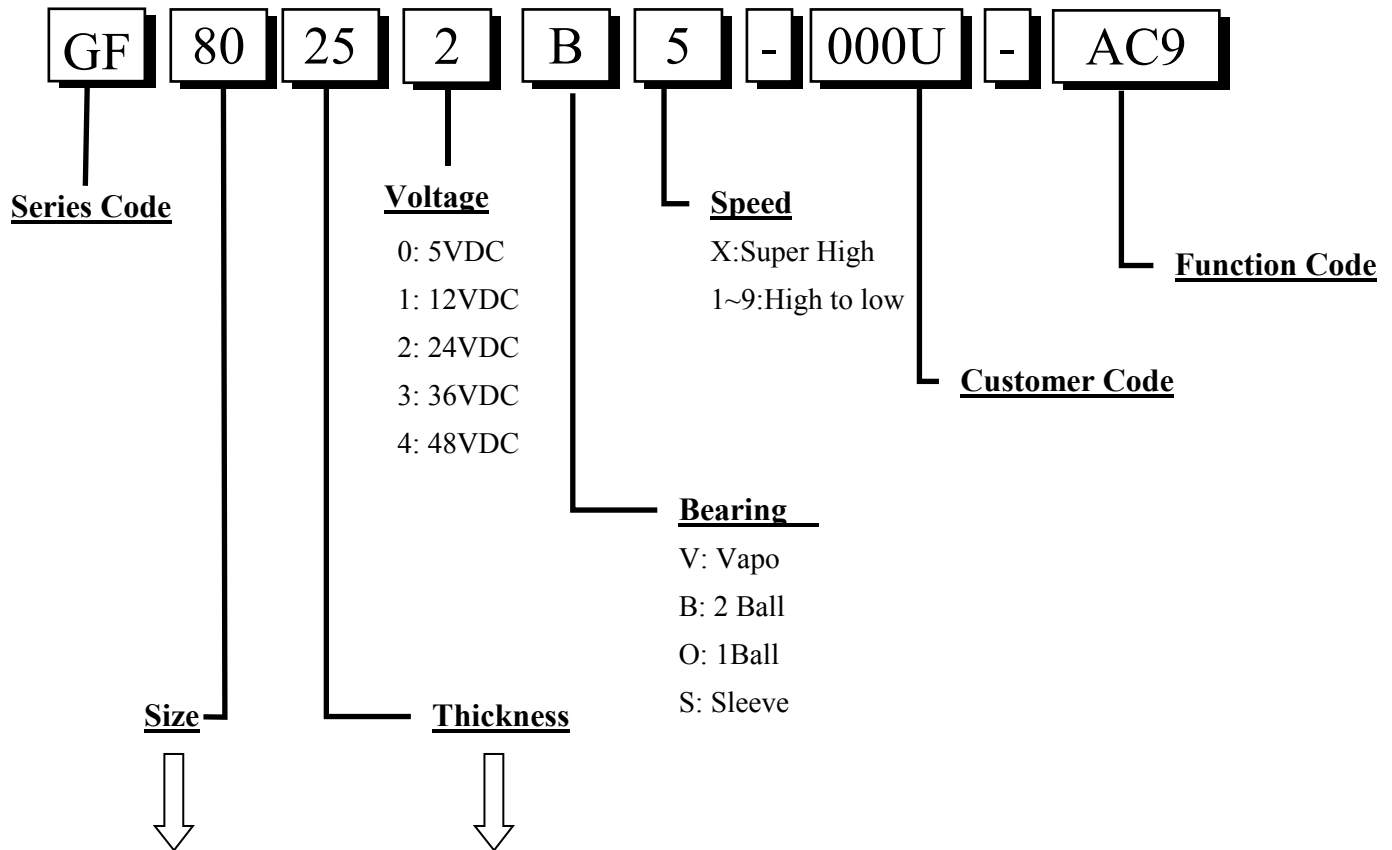 GF 80 25 2 B 5 - 000U - AC9
Series Code
Voltage
0: 5VDC
1: 12VDC
2: 24VDC
3: 36VDC
4: 48VDC
Speed
X:Super High
1~9:High to low
Function Code
Customer Code
Bearing
V: Vapo
B: 2 Ball
O: 1Ball
S: Sleeve
Size
Thickness